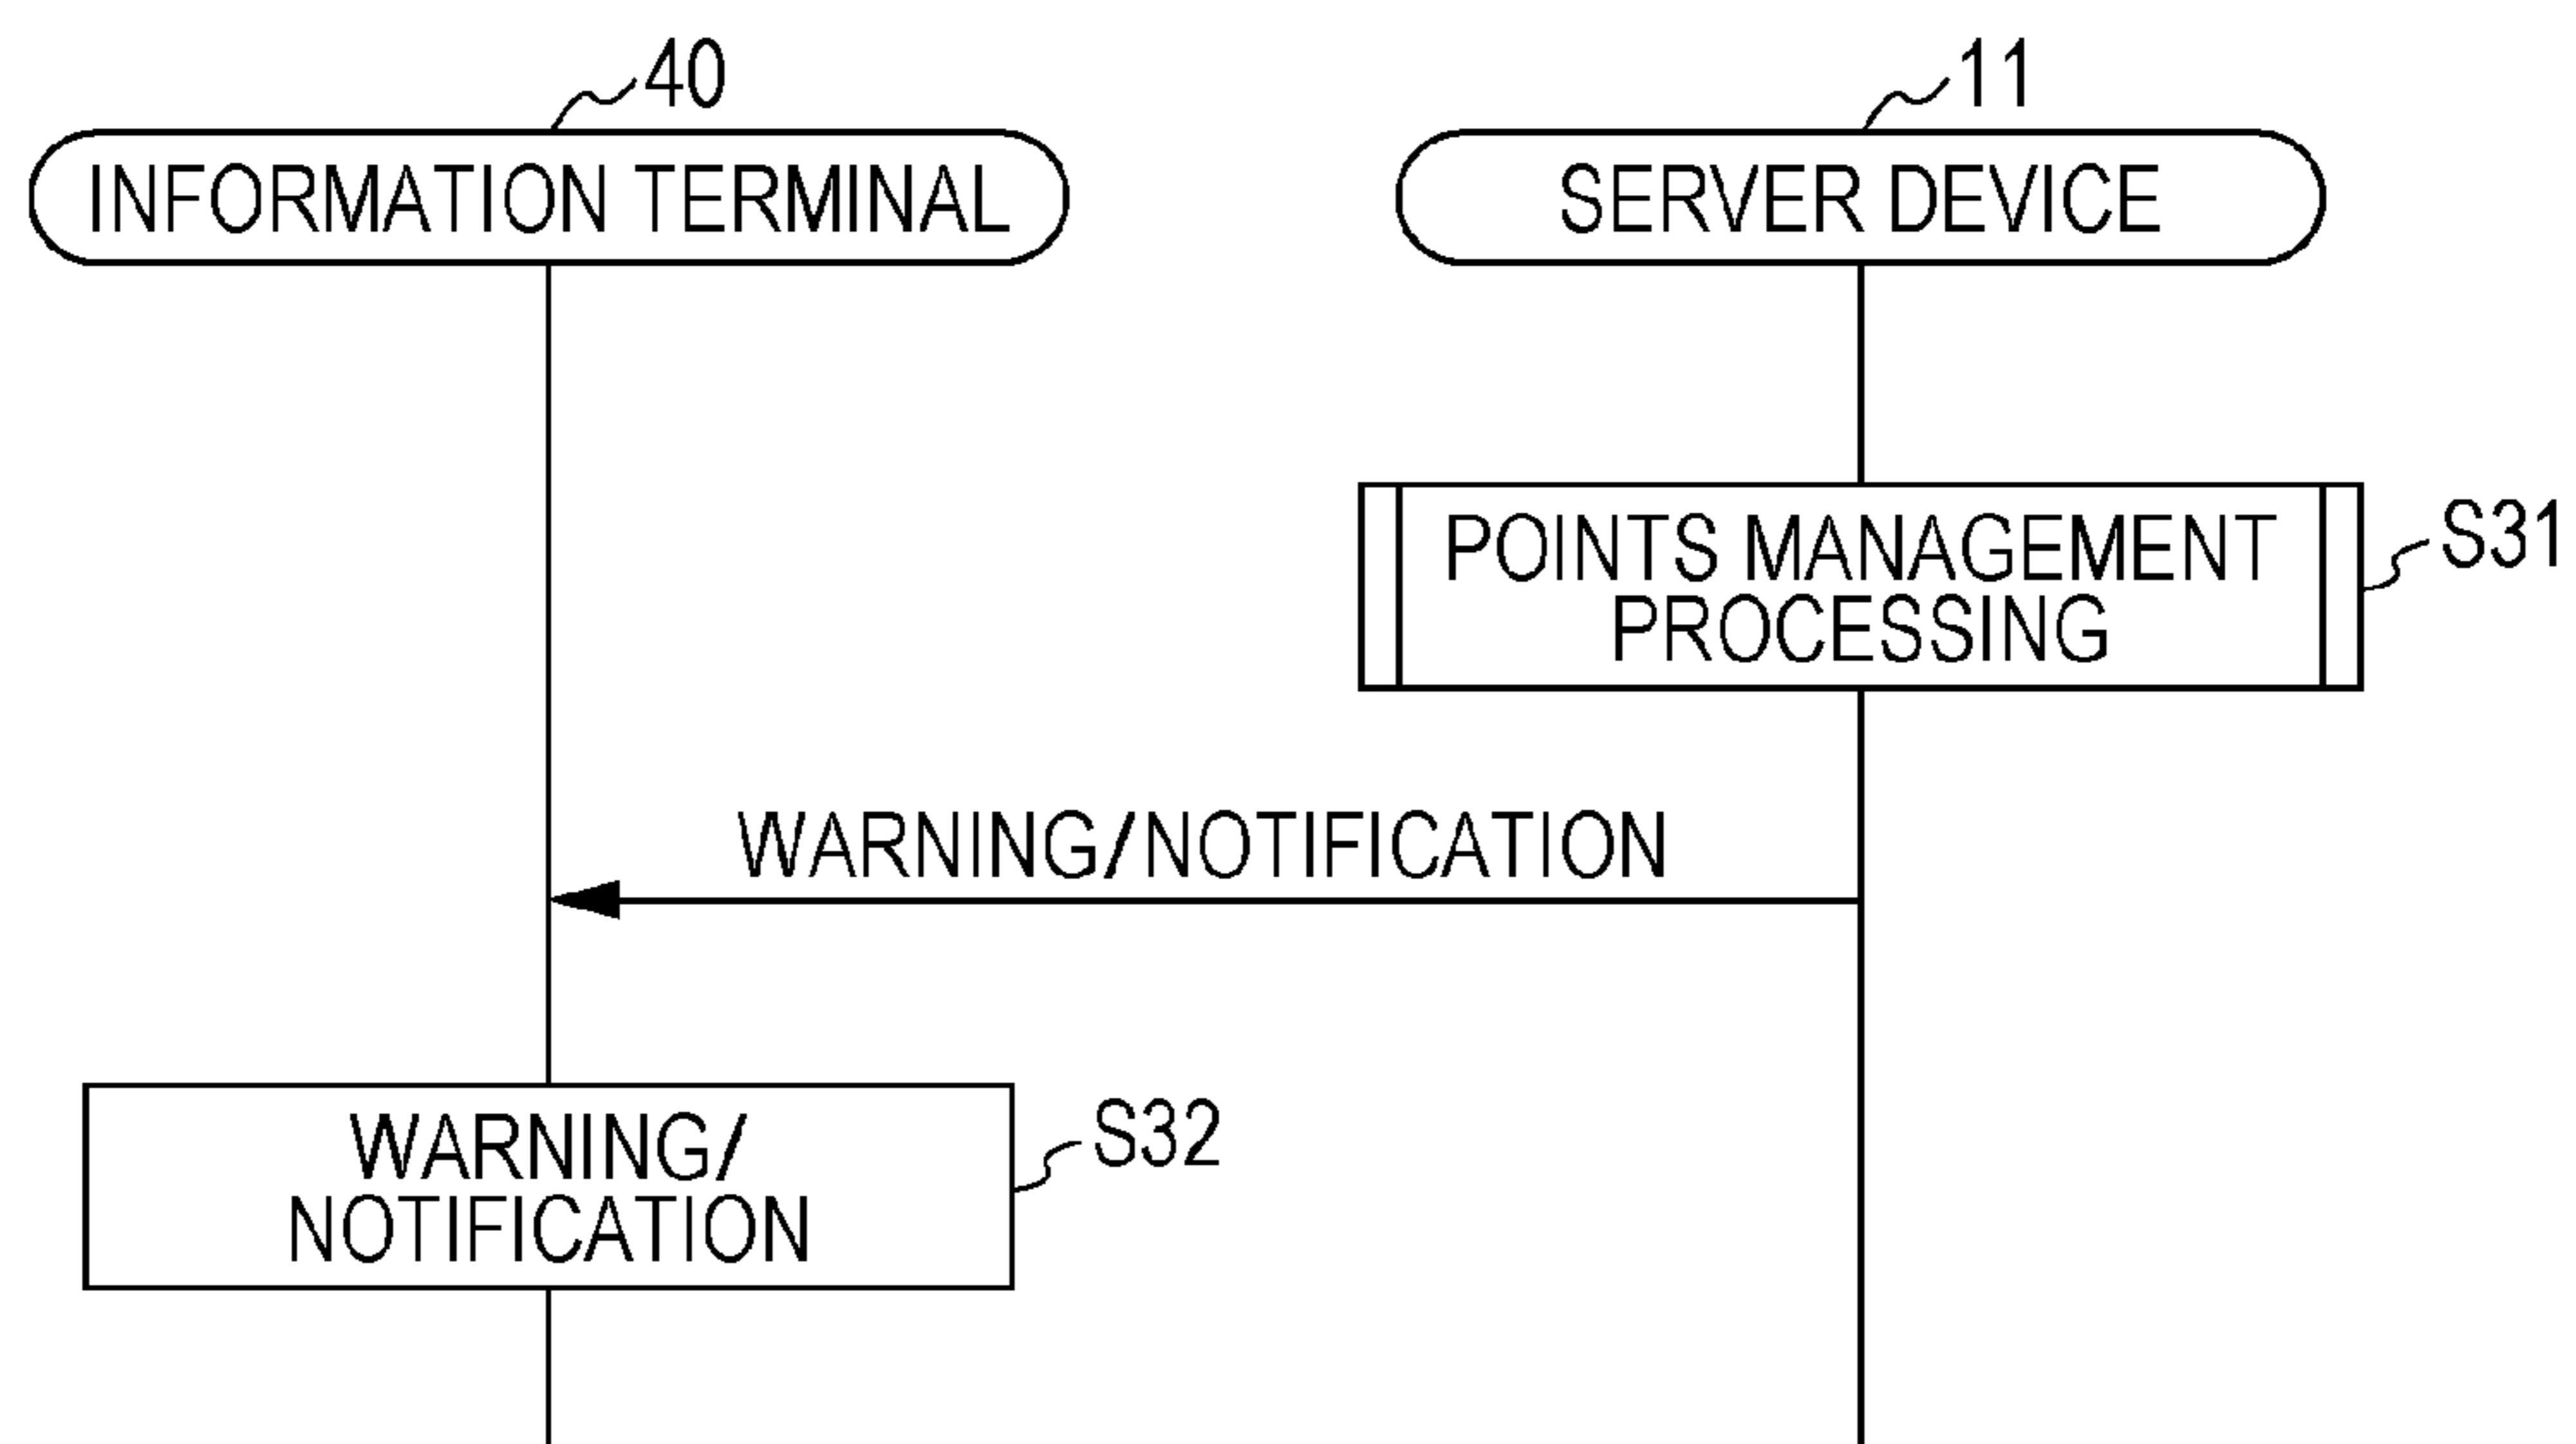 40
11
INFORMATION TERMINAL
SERVER DEVICE
POINTS MANAGEMENT
PROCESSING
S31
WARNING/NOTIFICATION
WARNING/
NOTIFICATION
S32